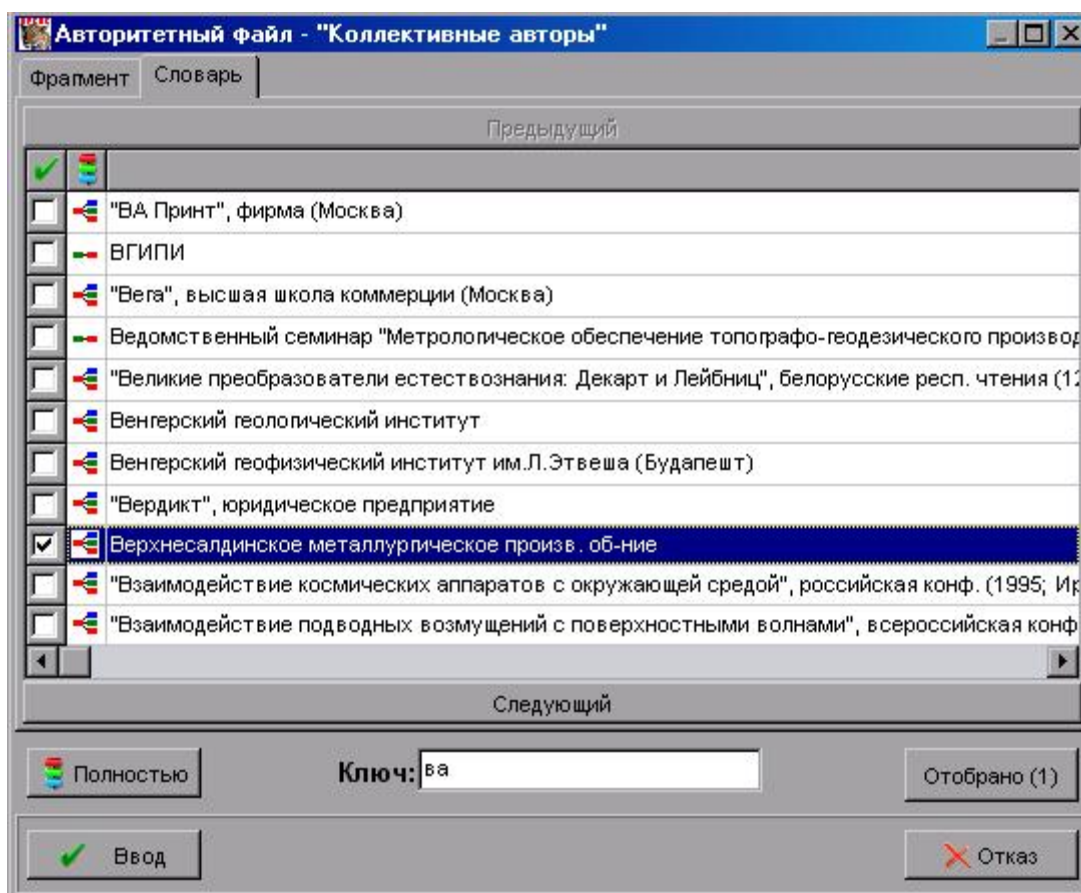 Авторитетный файл - "Коллективные авторы"
Фрагмент Словарь
Предыдущий
"ВА Принт", фирма (Москва)
ВГИПИ
"Вега", высшая школа коммерции (Москва)
Ведомственный семинар "Метрологическое обеспечение топографо-геодезического производ
"Великие преобразователи естествознания: Декарт и Лейбниц", белорусские респ. чтения (12
Венгерский геологический институт
Венгерский геофизический институт им.Л.Этвеша (Будапешт)
"Вердикт", юридическое предприятие
Верхнесалдинское металлургическое произв. об-ние
"Взаимодействие космических аппаратов с окружающей средой", российская конф. (1995; Ир
"Взаимодействие подводных возмущений с поверхностными волнами", всероссийская конф
Следующий
Полностью Ключ: ва Отобрано (1)
Ввод Отказ